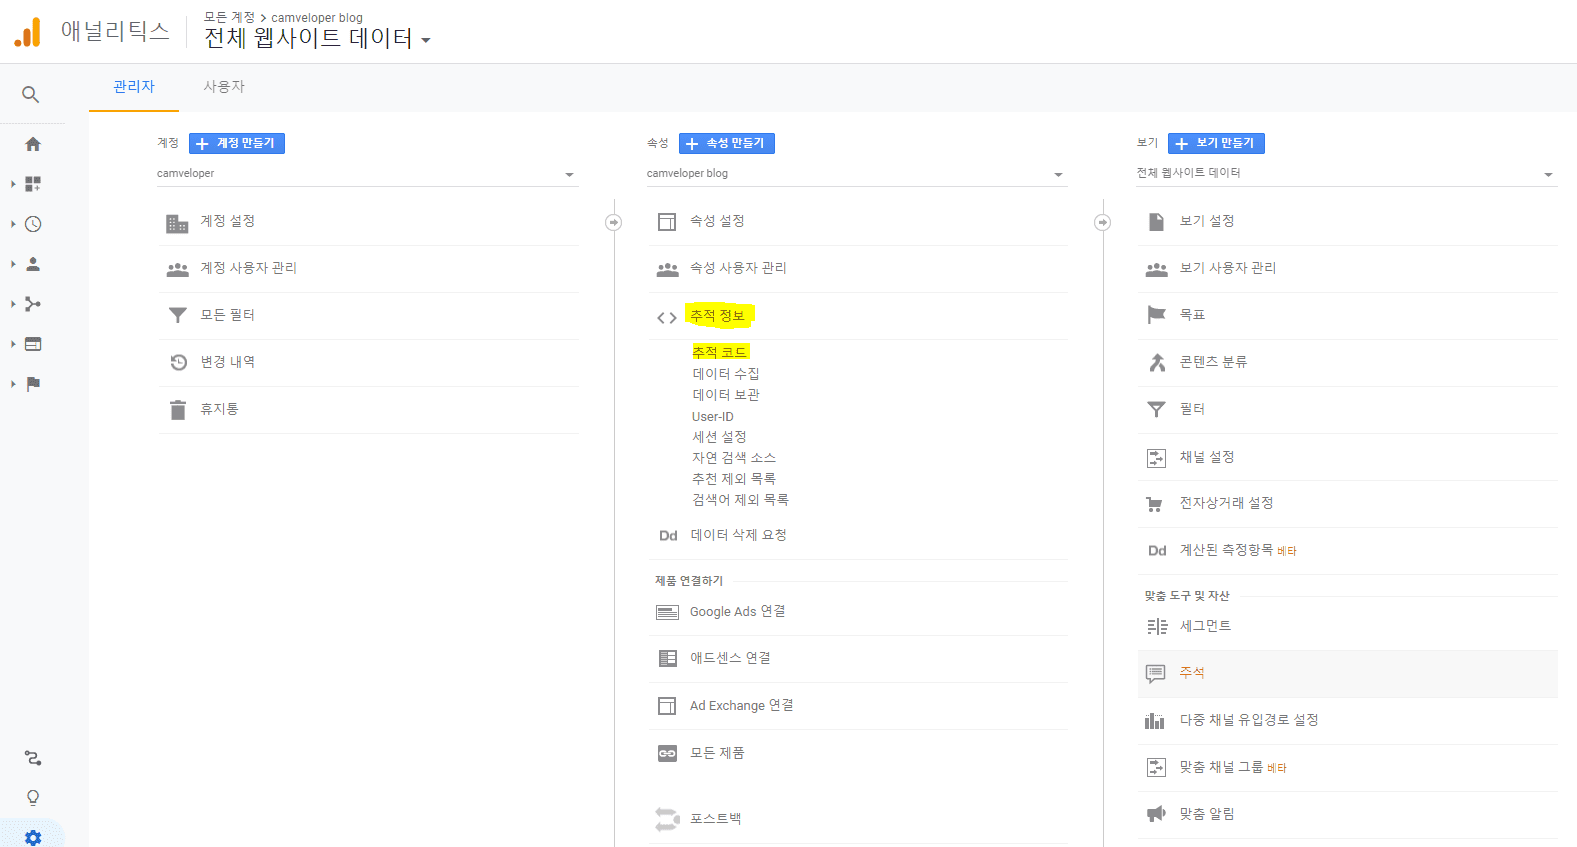 애널리틱스
모든 계정 > camveloper blog
전체 웹사이트 데이터
관리자
사용자
계정
계정 만들기
camveloper
계정 설정
계정 사용자 관리
모든 필터
변경 내역
휴지통
속성
속성 만들기
camveloper blog
속성 설정
속성 사용자 관리
추적 정보
추적 코드
데이터 수집
데이터 보관
User-ID
세션 설정
자연 검색 소스
추천 제외 목록
검색어 제외 목록
Dd 데이터 삭제 요청
제품 연결하기
Google Ads 연결
애드센스 연결
Ad Exchange 연결
모든 제품
포스트백
보기
보기 만들기
전체 웹사이트 데이터
보기 설정
보기 사용자 관리
목표
콘텐츠 분류
필터
채널 설정
전자상거래 설정
Dd 계산된 측정항목 베타
맞춤 도구 및 자산
세그먼트
주석
다중 채널 유입경로 설정
맞춤 채널 그룹 베타
맞춤 알림